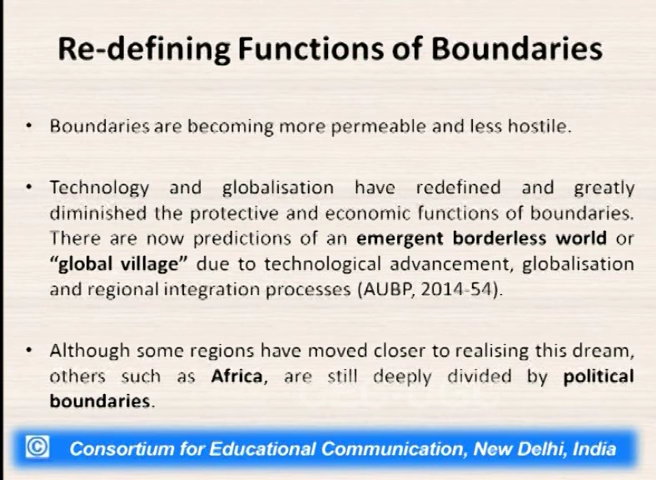 Re-defining Functions of Boundaries
• Boundaries are becoming more permeable and less hostile.
• Technology and globalisation have redefined and greatly
diminished the protective and economic functions of boundaries.
There are now predictions of an emergent borderless world or
“global village” due to technological advancement, globalisation
and regional integration processes (AUBP, 2014-54).
• Although some regions have moved closer to realising this dream,
others such as Africa, are still deeply divided by political
boundaries.
© Consortium for Educational Communication, New Delhi, India